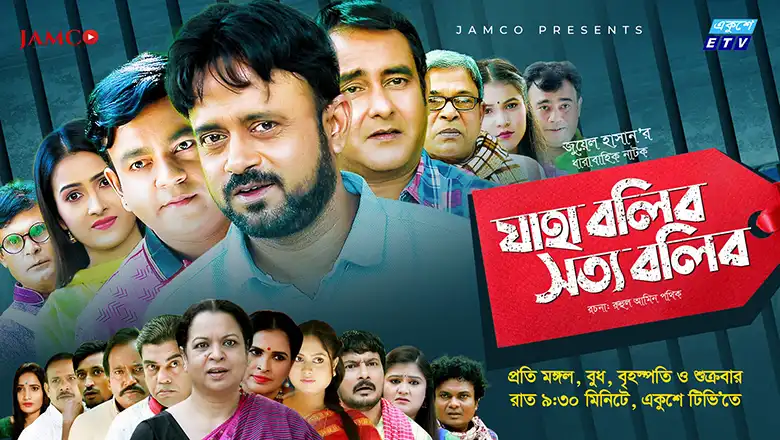 JAMCO
JAMCO PRESENTS
একুশে
ETV
জুয়েল হাসান'র
ধারাবাহিক নাটক
যাহা বলিব
সত্য বলিব
রচনা: রুহুল আমিন পথিক
প্রতি মঙ্গল, বুধ, বৃহস্পতি ও শুক্রবার
রাত ৯:৩০ মিনিটে, একুশে টিভি'তে